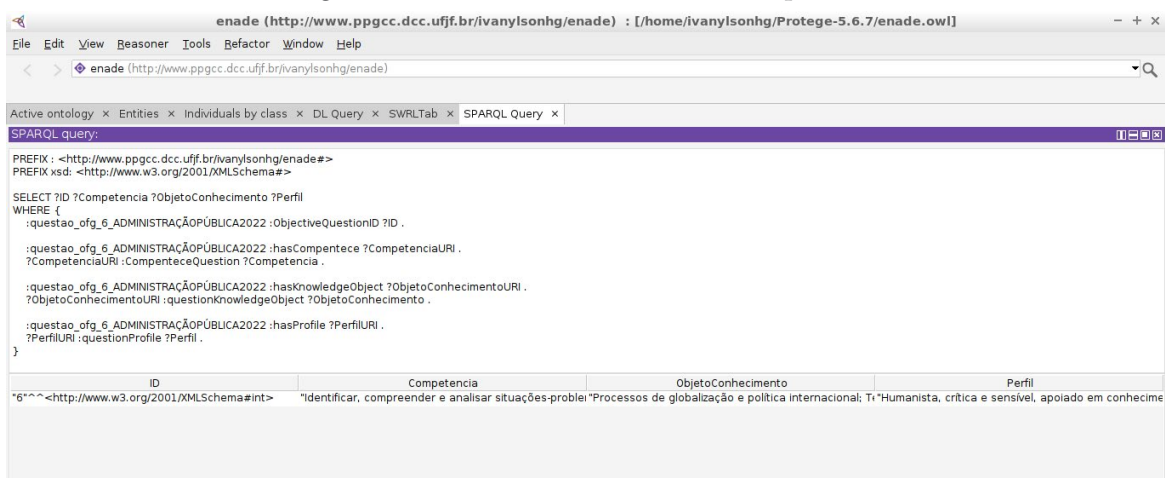 enade (http://www.ppgcc.dcc.ufjf.br/ivanylsonhg/enade) : [/home/ivanylsonhg/Protege-5.6.7/enade.owl]
File Edit View Reasoner Tools Refactor Window Help
enade (http://www.ppgcc.dcc.ufjf.br/ivanylsonhg/enade)
Active ontology × Entities × Individuals by class × DL Query × SWRLTab × SPARQL Query ×
SPARQL query:
PREFIX : <http://www.ppgcc.dcc.ufjf.br/ivanylsonhg/enade#>
PREFIX xsd: <http://www.w3.org/2001/XMLSchema#>
SELECT ?ID ?Competencia ?ObjetoConhecimento ?Perfil
WHERE {
:questao_ofg_6_ADMINISTRAÇÃOPÚBLICA2022 :ObjectiveQuestionID ?ID .
:questao_ofg_6_ADMINISTRAÇÃOPÚBLICA2022 :hasCompentece ?CompetenciaURI .
?CompetenciaURI :CompenteceQuestion ?Competencia .
:questao_ofg_6_ADMINISTRAÇÃOPÚBLICA2022 :hasKnowledgeObject ?ObjetoConhecimentoURI .
?ObjetoConhecimentoURI :questionKnowledgeObject ?ObjetoConhecimento .
:questao_ofg_6_ADMINISTRAÇÃOPÚBLICA2022 :hasProfile ?PerfilURI .
?PerfilURI :questionProfile ?Perfil .
}
ID Competencia ObjetoConhecimento Perfil
"6"^^<http://www.w3.org/2001/XMLSchema#int> "Identificar, compreender e analisar situações-probler "Processos de globalização e política internacional; "Humanista, crítica e sensível, apoiado em conhecime